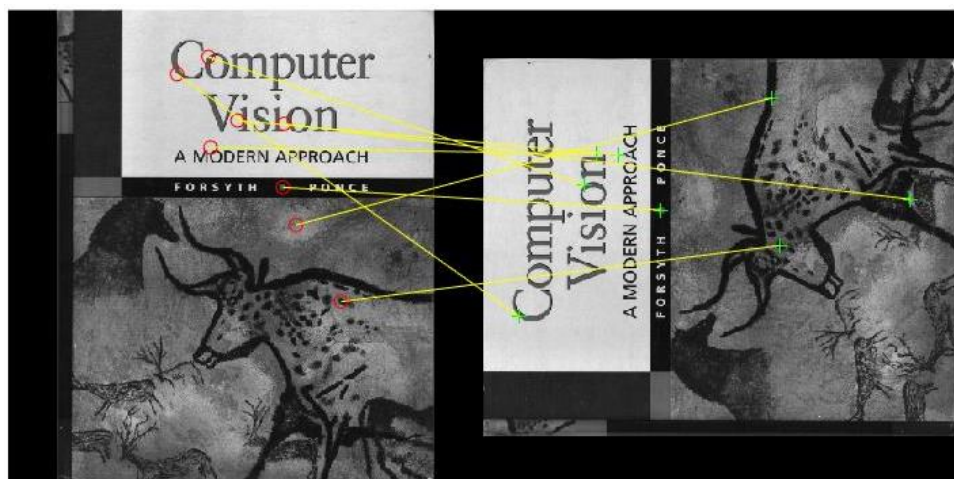 Computer
Vision
A MODERN APPROACH
FORSYTH PONCE
Computer
Vision
A MODERN APPROACH
FORSYTH PONCE